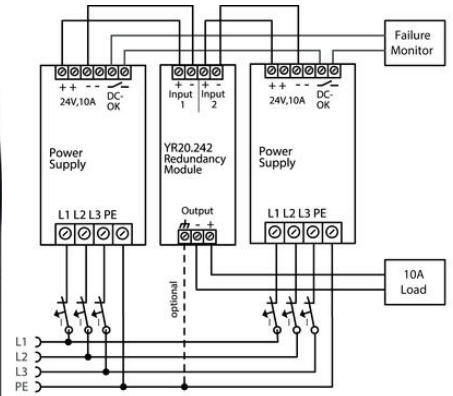 Failure
Monitor
+ + - -
24V,10A
DC-
OK
Power
Supply
L1 L2 L3 PE
+ - + -
Input
1
Input
2
YR20.242
Redundancy
Module
Output
- +
+ + - -
24V,10A
DC-
OK
Power
Supply
L1 L2 L3 PE
optional
10A
Load
L1
L2
L3
PE